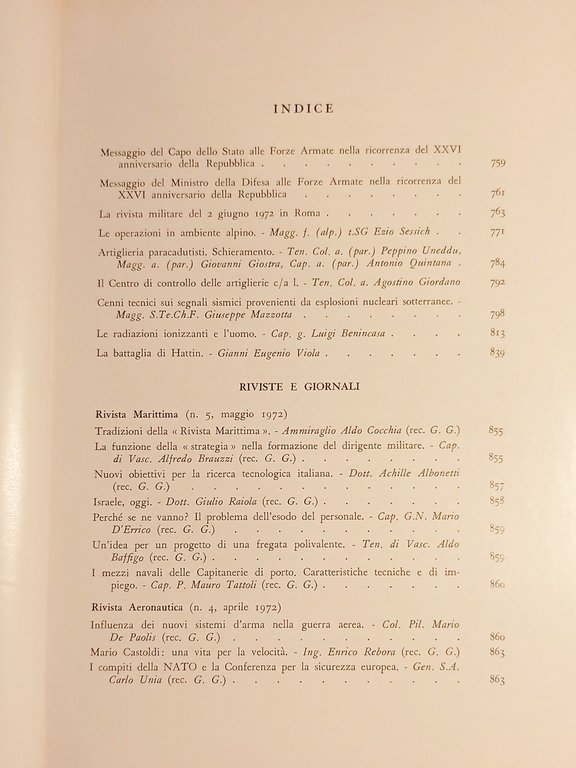 INDICE
Messaggio del Capo dello Stato alle Forze Armate nella ricorrenza del XXVI
anniversario della Repubblica . . . . . . . . . . 759
Messaggio del Ministro della Difesa alle Forze Armate nella ricorrenza del
XXVI anniversario della Repubblica . . . . . . . 761
La rivista militare del 2 giugno 1972 in Roma . . . . . . . 763
Le operazioni in ambiente alpino. - Magg. f. (alp.) t.SG Ezio Sessich . . 771
Artiglieria paracadutisti. Schieramento. - Ten. Col. a. (par.) Peppino Uneddu,
Magg. a. (par.) Giovanni Giostra, Cap. a. (par.) Antonio Quintana . 784
Il Centro di controllo delle artiglierie c/a l. - Ten. Col. a. Agostino Giordano 792
Cenni tecnici sui segnali sismici provenienti da esplosioni nucleari sotterranee. -
Magg. S.Te.Ch.F. Giuseppe Mazzotta . . . . . . . . 798
Le radiazioni ionizzanti e l'uomo. - Cap. g. Luigi Benincasa . . . . 813
La battaglia di Hattin. - Gianni Eugenio Viola . . . . . . . 839
RIVISTE E GIORNALI
Rivista Marittima (n. 5, maggio 1972)
Tradizioni della « Rivista Marittima ». - Ammiraglio Aldo Cocchia (rec. G. G.) 855
La funzione della « strategia » nella formazione del dirigente militare. - Cap.
di Vasc. Alfredo Brauzzi (rec. G. G.) . . . . . . . . 855
Nuovi obiettivi per la ricerca tecnologica italiana. - Dott. Achille Albonetti
(rec. G. G.) . . . . . . . . . . . . . 857
Israele, oggi. - Dott. Giulio Raiola (rec. G. G.) . . . . . . . 858
Perché se ne vanno? Il problema dell'esodo del personale. - Cap. G.N. Mario
D'Errico (rec. G. G.) . . . . . . . . . . . 859
Un'idea per un progetto di una fregata polivalente. - Ten. di Vasc. Aldo
Baffigo (rec. G. G.) . . . . . . . . . . . . 859
I mezzi navali delle Capitanerie di porto. Caratteristiche tecniche e di im-
piego. - Cap. P. Mauro Tattoli (rec. G. G.) . . . . . . . 860
Rivista Aeronautica (n. 4, aprile 1972)
Influenza dei nuovi sistemi d'arma nella guerra aerea. - Col. Pil. Mario
De Paolis (rec. G. G.) . . . . . . . . . . . 860
Mario Castoldi: una vita per la velocità. - Ing. Enrico Rebora (rec. G. G.) 863
I compiti della NATO e la Conferenza per la sicurezza europea. - Gen. S.A.
Carlo Unia (rec. G. G.) . . . . . . . . . . . 863